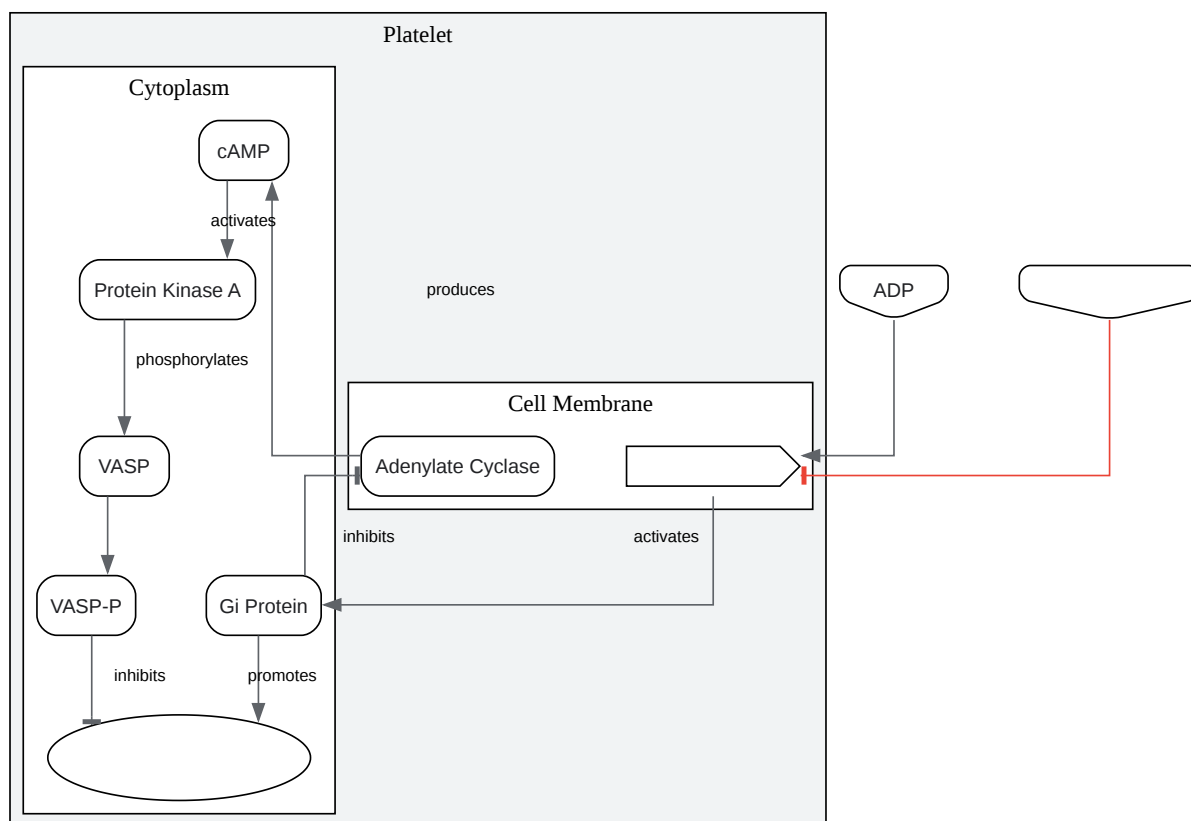 Platelet
Cytoplasm
cAMP
activates
Protein Kinase A
produces
ADP
phosphorylates
Cell Membrane
VASP
Adenylate Cyclase
inhibits
activates
VASP-P
Gi Protein
inhibits
promotes